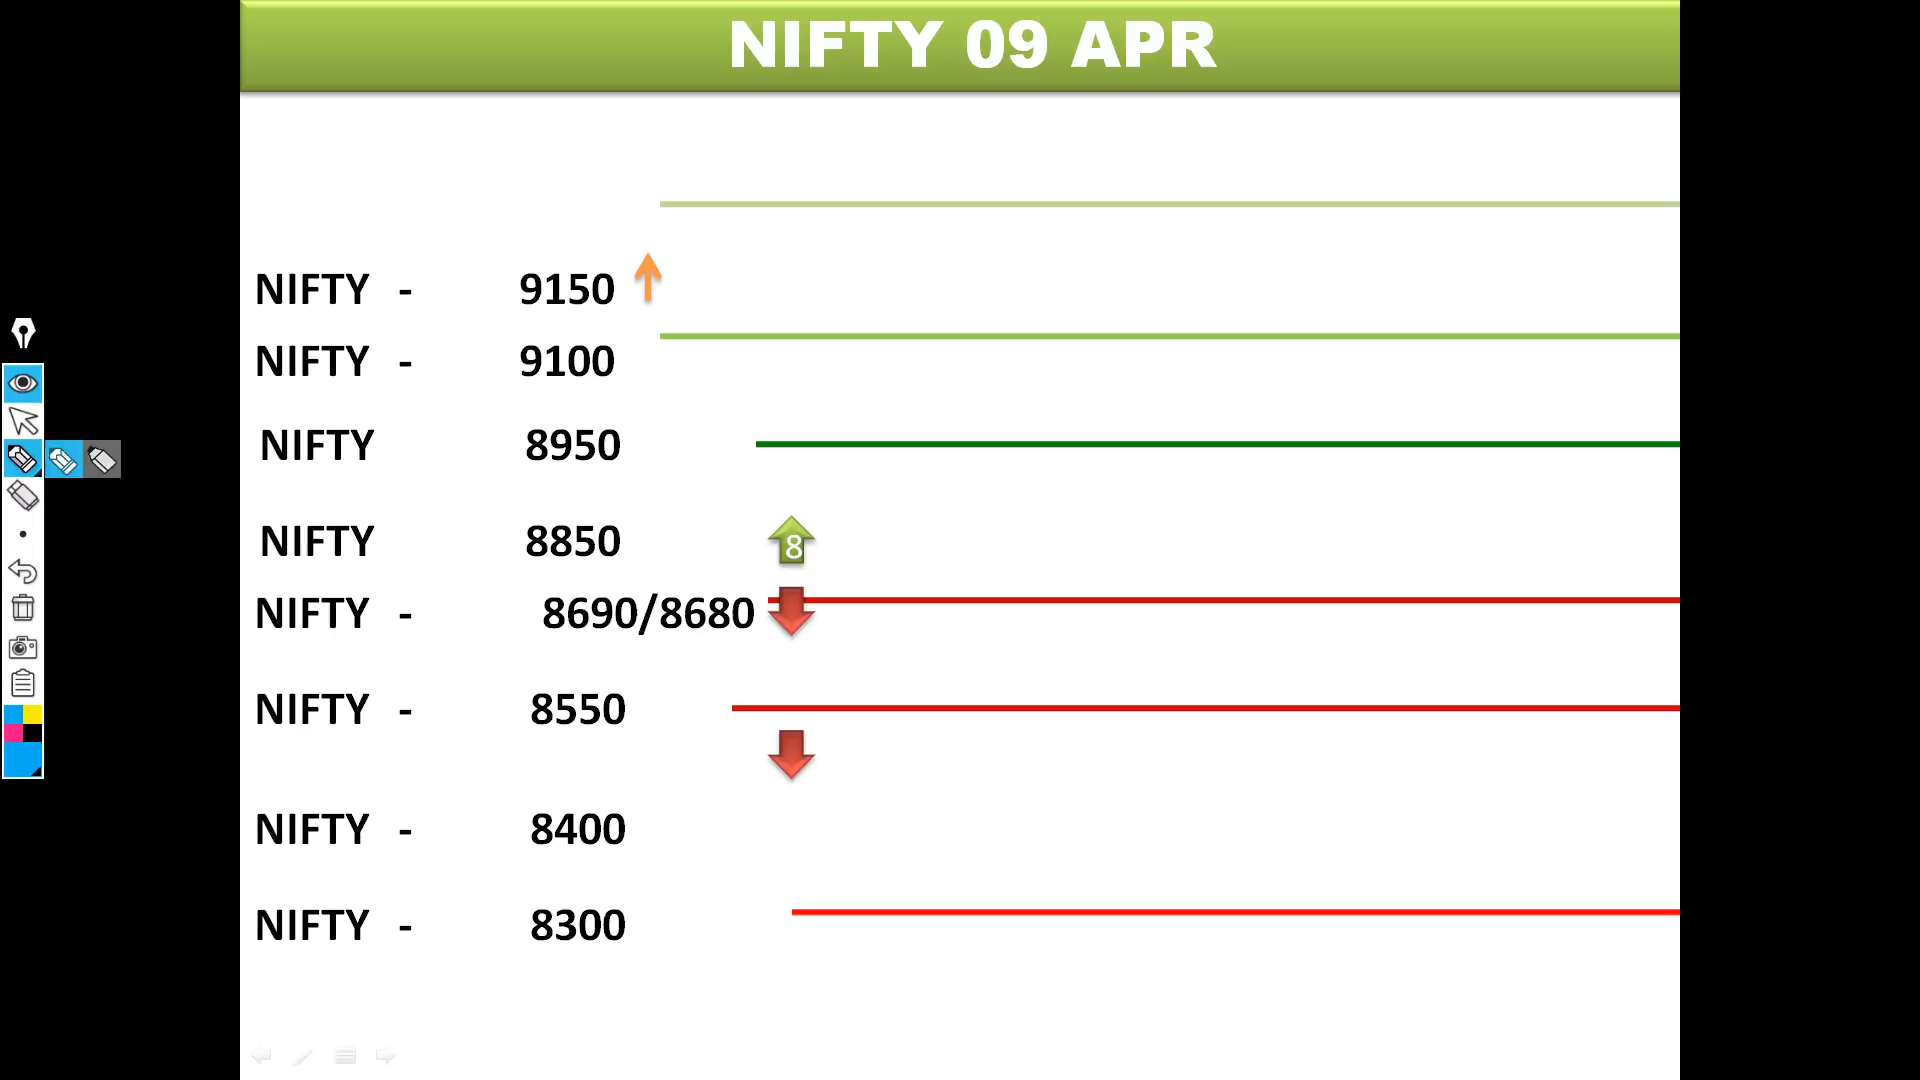 NIFTY 09 APR
NIFTY - 9150
NIFTY - 9100
NIFTY 8950
NIFTY 8850
8
NIFTY - 8690/8680
NIFTY - 8550
NIFTY - 8400
NIFTY - 8300